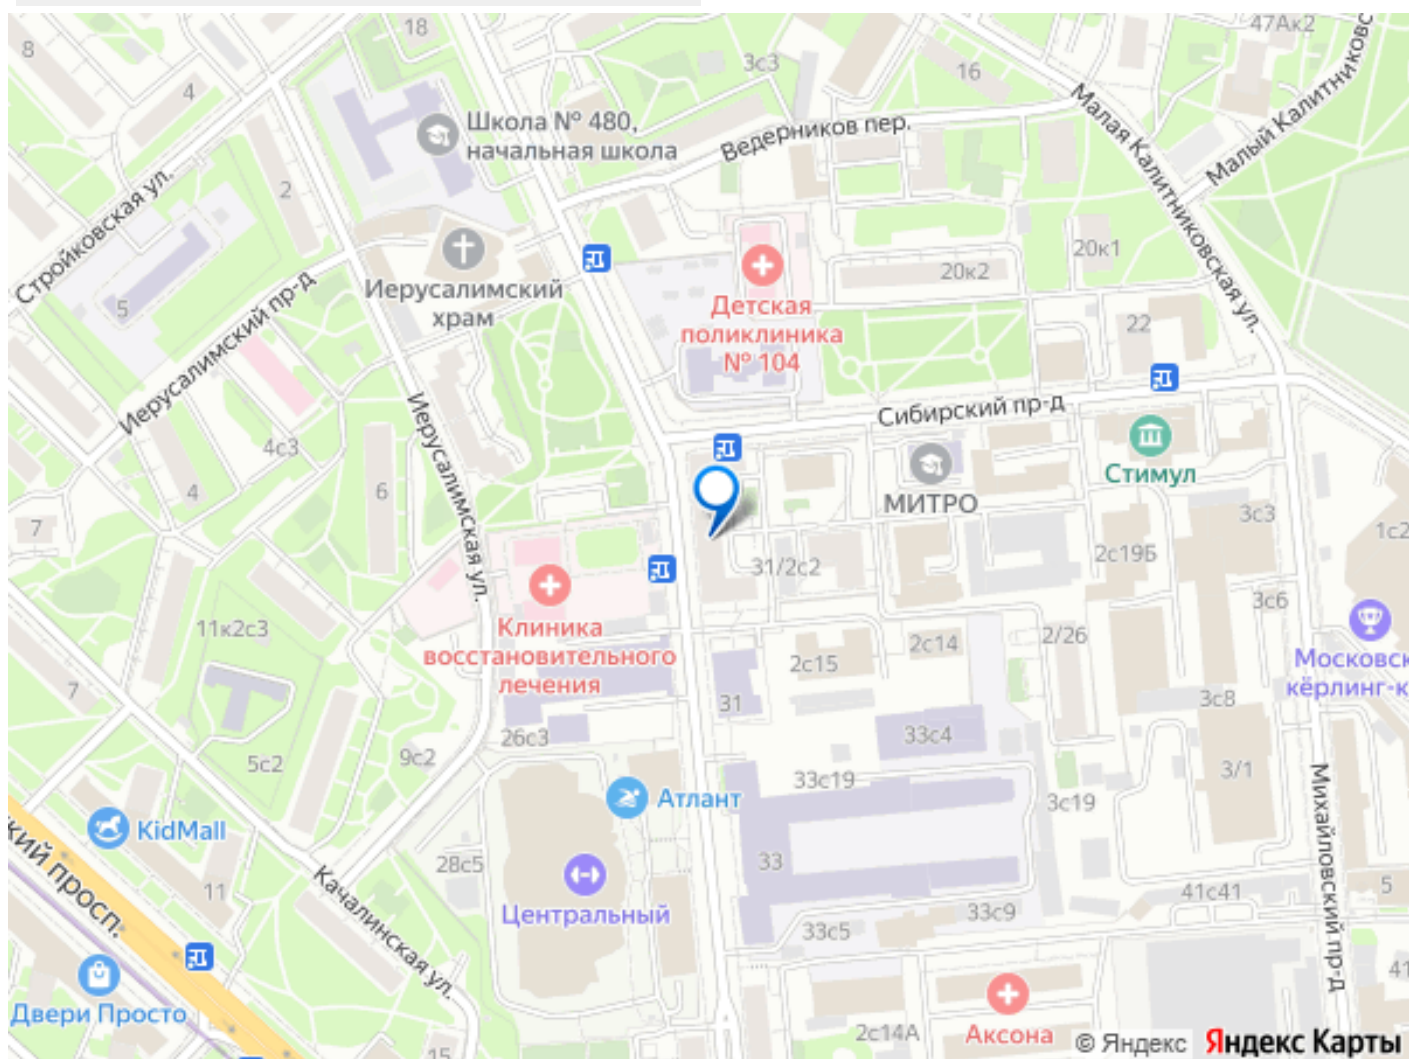 18
47Ак2
8
3с3
16
4
Школа № 480,
начальная школа
Ведерников пер.
Малая Калитниковская ул.
Малый Калитниковс
2
Стройковская ул.
20к1
20к2
Иерусалимский
храм
Детская
поликлиника
№ 104
5
Иерусалимский пр-д
22
Сибирский пр-д
Иерусалимская ул.
4с3
Стимул
6
4
МИТРО
3с3
7
1с2
31/2с2
2с19Б
3с6
Клиника
восстановительного
лечения
11к2с3
2/26
2с14
2с15
Московск
кёрлинг-к
7
31
3с8
26с3
33с4
9с2
5с2
3/1
33с19
Михайловский пр-д
Атлант
3с19
KidMall
кий просп.
28с5
33
11
Качалинская ул.
5
41с41
Центральный
33с9
33с5
41
Двери Просто
2с14А
Аксона
15
© Яндекс Яндекс Карты